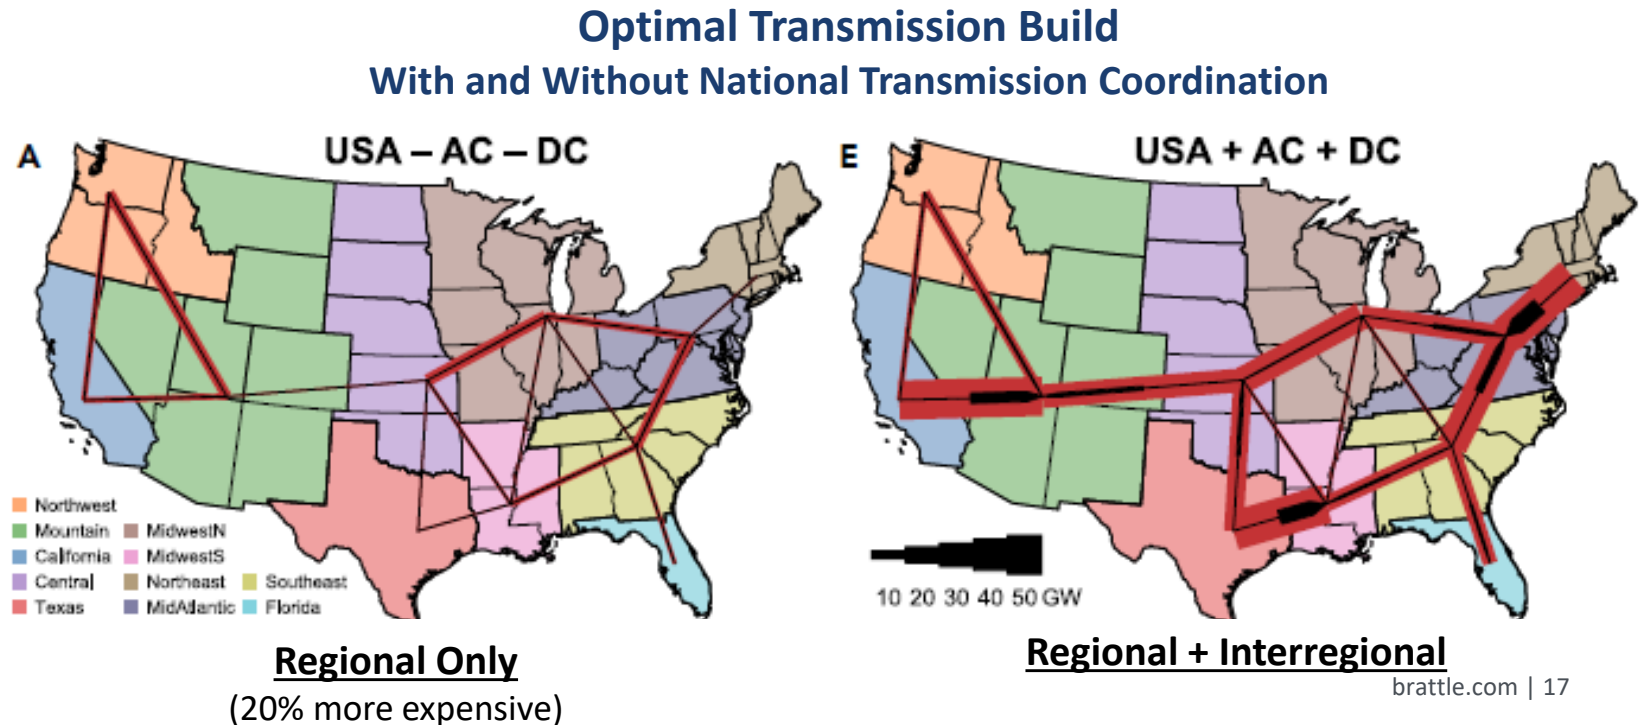 Optimal Transmission Build
With and Without National Transmission Coordination
A
USA – AC – DC
Northwest
Mountain
MidwestN
California
MidwestS
Central
Northeast
Southeast
Texas
MidAtlantic
Florida
Regional Only
(20% more expensive)
E
USA + AC + DC
10 20 30 40 50 GW
Regional + Interregional
brattle.com | 17